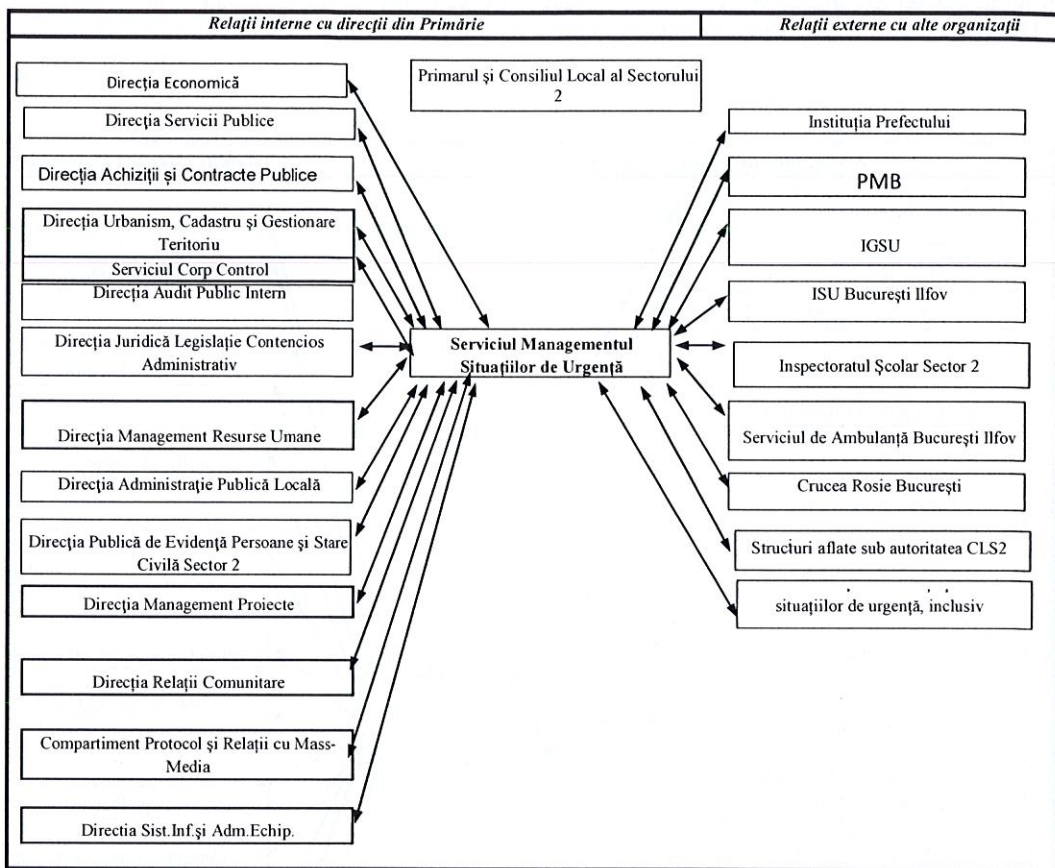 Relații interne cu direcții din Primărie
Relații externe cu alte organizații
Primarul și Consiliul Local al Sectorului
2
Direcția Economică
Direcția Servicii Publice
Direcția Achiziții și Contracte Publice
Direcția Urbanism, Cadastru și Gestionare
Teritoriu
Serviciul Corp Control
Direcția Audit Public Intern
Direcția Juridică Legislație Contencios
Administrativ
Direcția Management Resurse Umane
Direcția Administrație Publică Locală
Direcția Publică de Evidență Persoane și Stare
Civilă Sector 2
Direcția Management Proiecte
Direcția Relații Comunitare
Compartiment Protocol și Relații cu Mass-
Media
Directia Sist.Inf.și Adm.Echip.
Serviciul Managementul
Situațiilor de Urgență
Instituția Prefectului
PMB
IGSU
ISU București Ilfov
Inspectoratul Școlar Sector 2
Serviciul de Ambulanță București Ilfov
Crucea Rosie București
Structuri aflate sub autoritatea CLS2
situațiilor de urgență, inclusiv